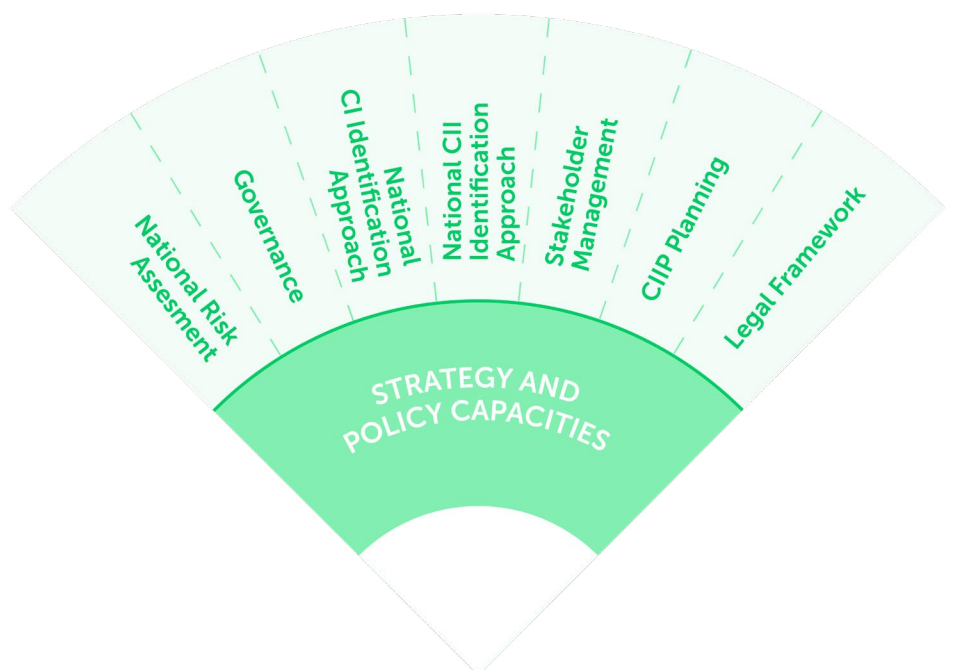 National Risk
Assesment
Governance
National
CI Identification
Approach
National CII
Identification
Approach
Stakeholder
Management
CIIP Planning
Legal Framework
STRATEGY AND
POLICY CAPACITIES